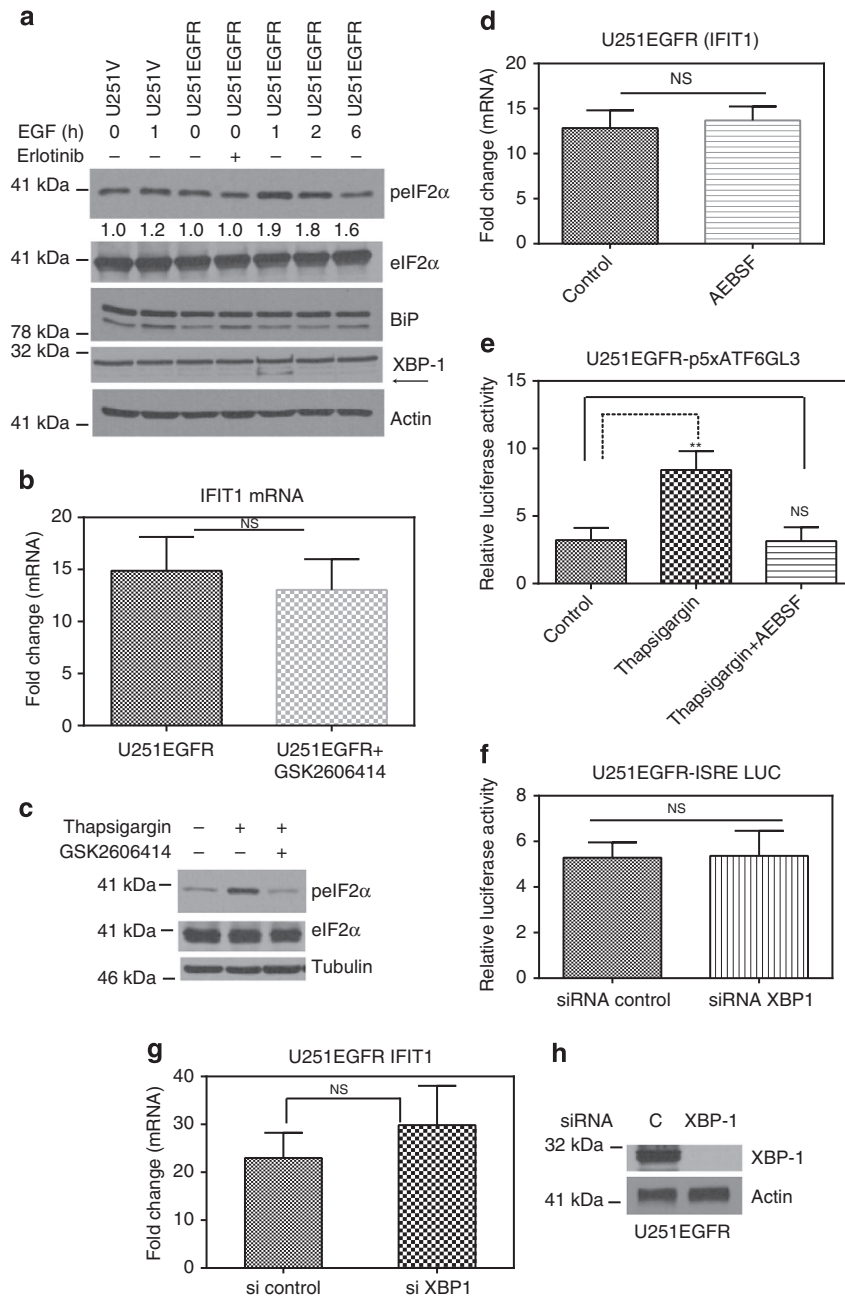 a
U251V
U251V
U251EGFR
U251EGFR
U251EGFR
U251EGFR
U251EGFR
EGF (h) 0 1 0 0 1 2 6
Erlotinib – – – + – – –
41 kDa
peIF2α
1.0 1.2 1.0 1.0 1.9 1.8 1.6
41 kDa
eIF2α
BiP
78 kDa
32 kDa
XBP-1
41 kDa
Actin
b
IFIT1 mRNA
Fold change (mRNA)
20
15
10
5
0
NS
U251EGFR
U251EGFR+
GSK2606414
c
Thapsigargin – + +
GSK2606414 – – +
41 kDa
peIF2α
41 kDa
eIF2α
46 kDa
Tubulin
d
U251EGFR (IFIT1)
Fold change (mRNA)
20
15
10
5
0
NS
Control
AEBSF
e
U251EGFR-p5xATF6GL3
Relative luciferase activity
15
10
5
0
**
NS
Control
Thapsigargin
Thapsigargin+AEBSF
f
U251EGFR-ISRE LUC
Relative luciferase activity
8
6
4
2
0
NS
siRNA control
siRNA XBP1
g
U251EGFR IFIT1
Fold change (mRNA)
40
30
20
10
0
NS
si control
si XBP1
h
siRNA C XBP-1
32 kDa
XBP-1
41 kDa
Actin
U251EGFR